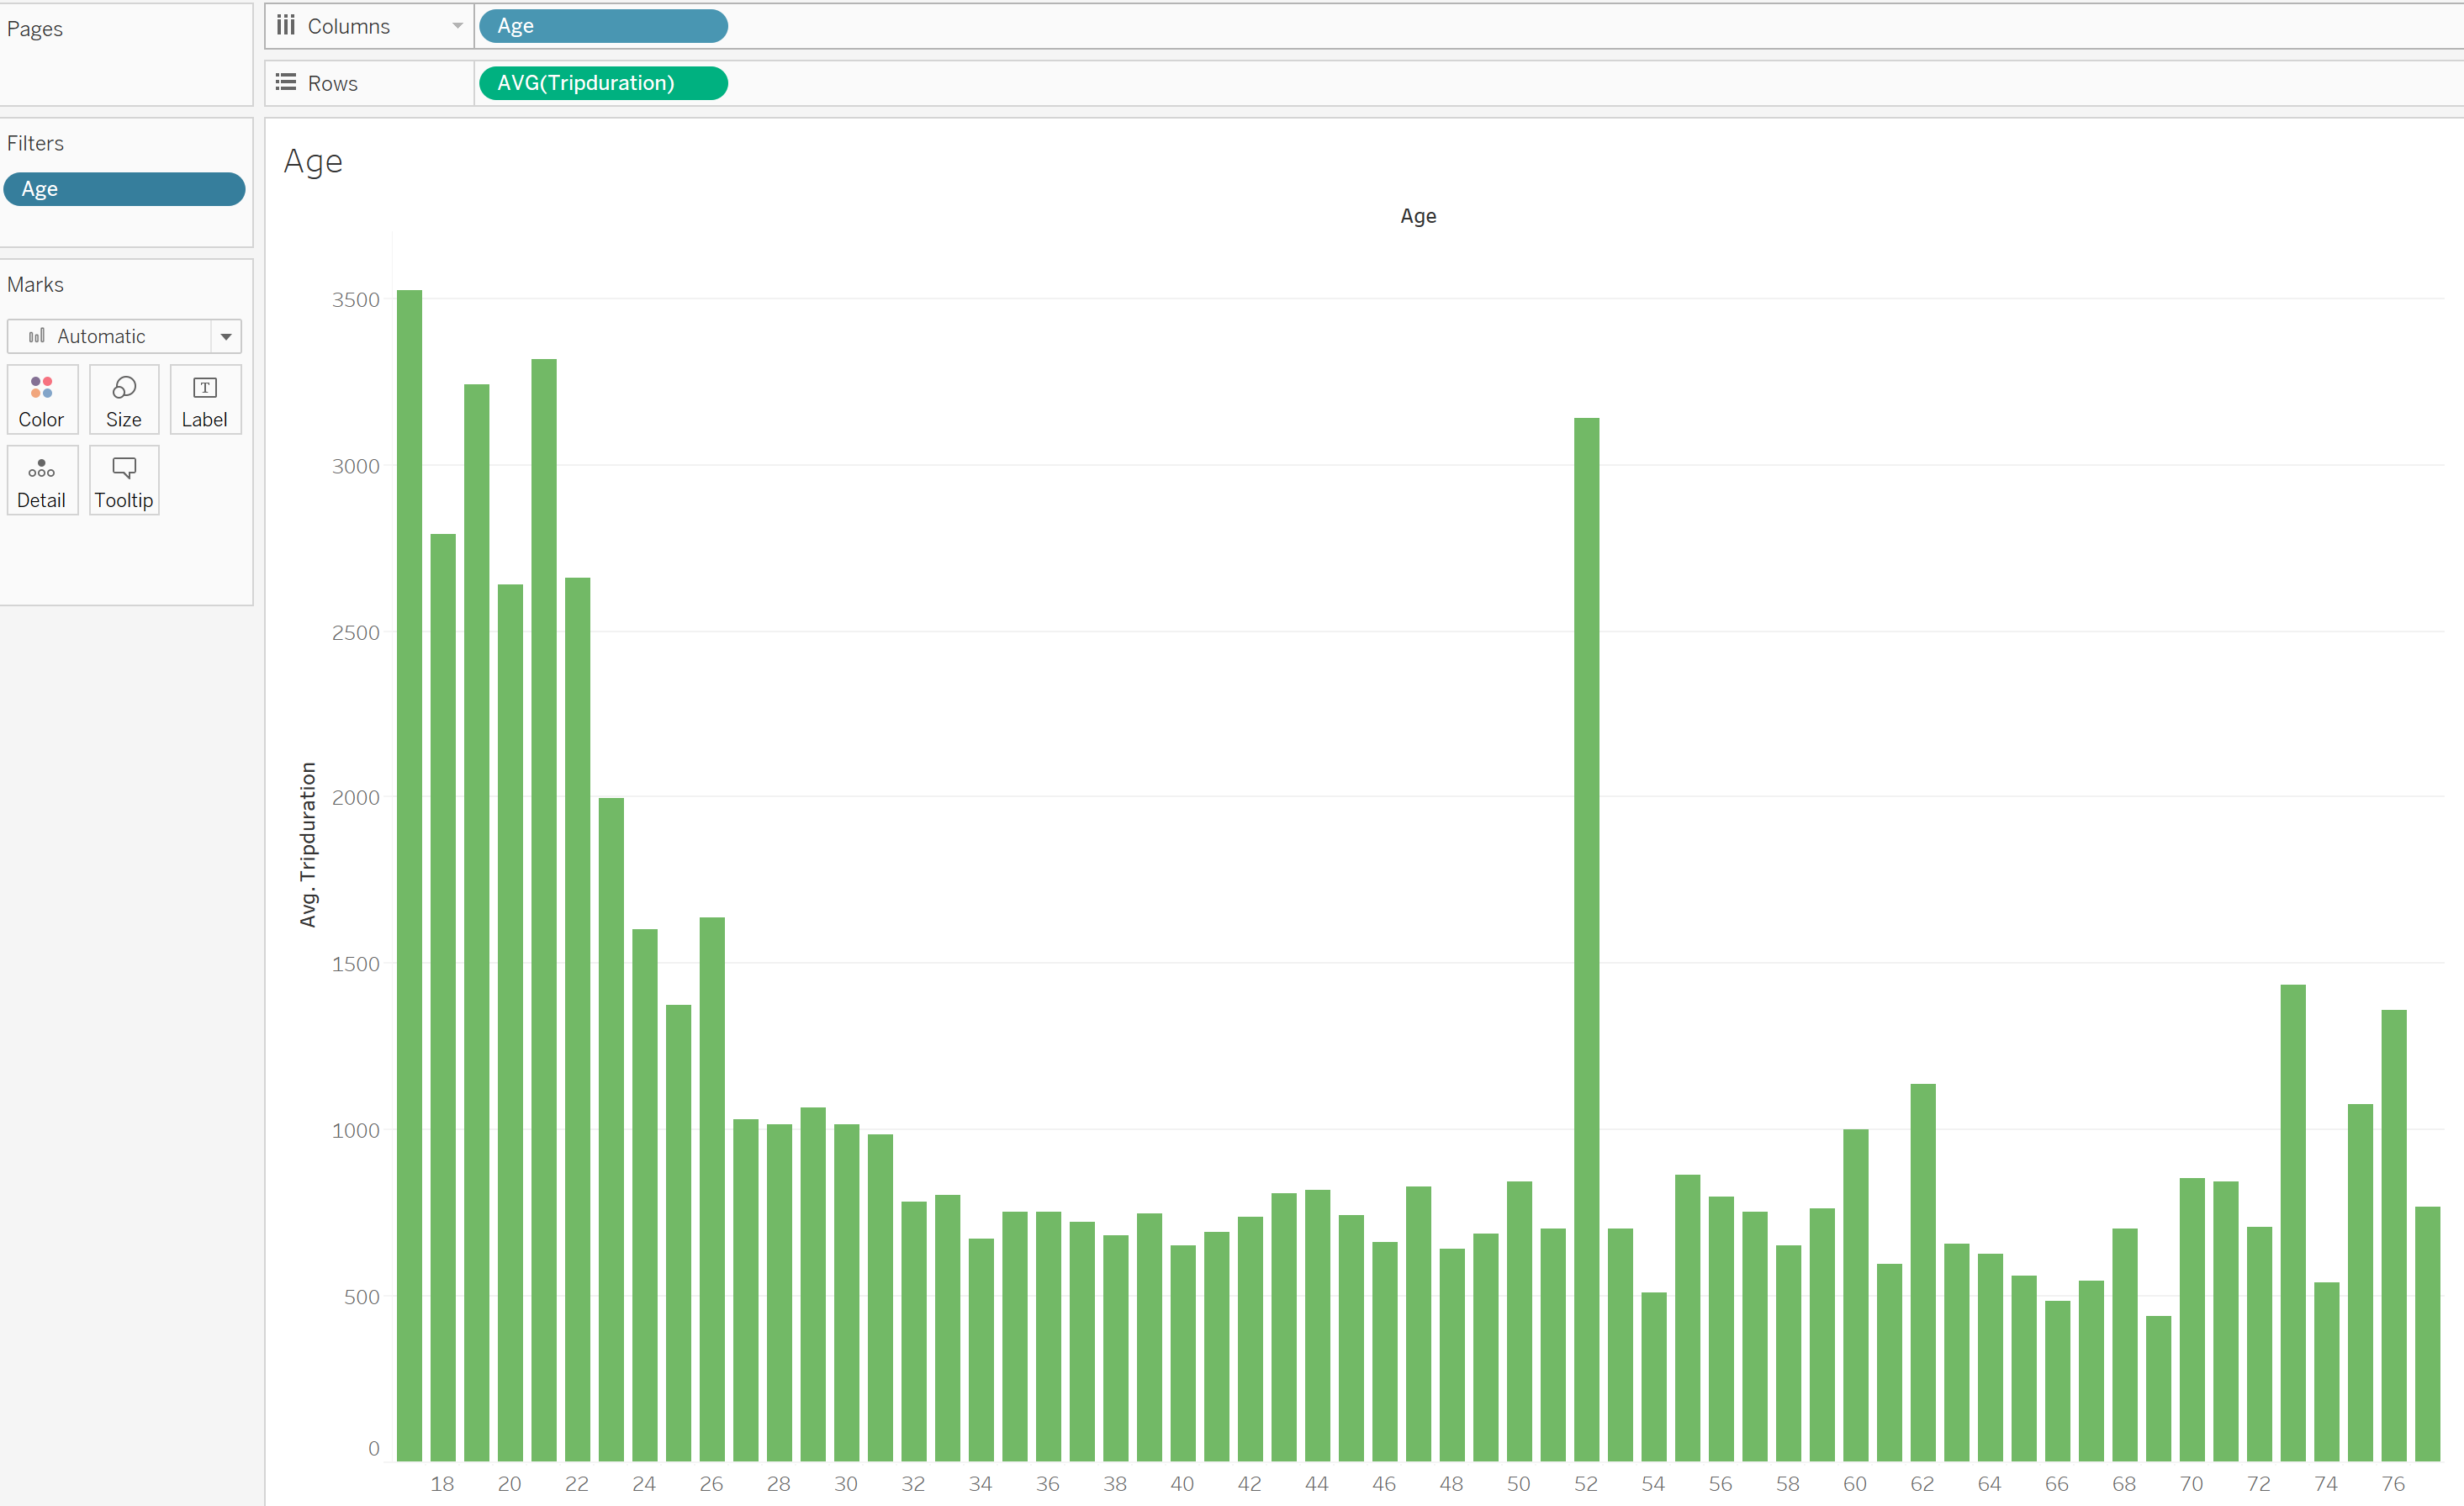 Pages
Columns
Age
Rows
AVG(Tripduration)
Filters
Age
Marks
Automatic
Color
Size
T
Label
Detail
Tooltip
Age
Age
Avg. Tripduration
3500
3000
2500
2000
1500
1000
500
0
18 20 22 24 26 28 30 32 34 36 38 40 42 44 46 48 50 52 54 56 58 60 62 64 66 68 70 72 74 76